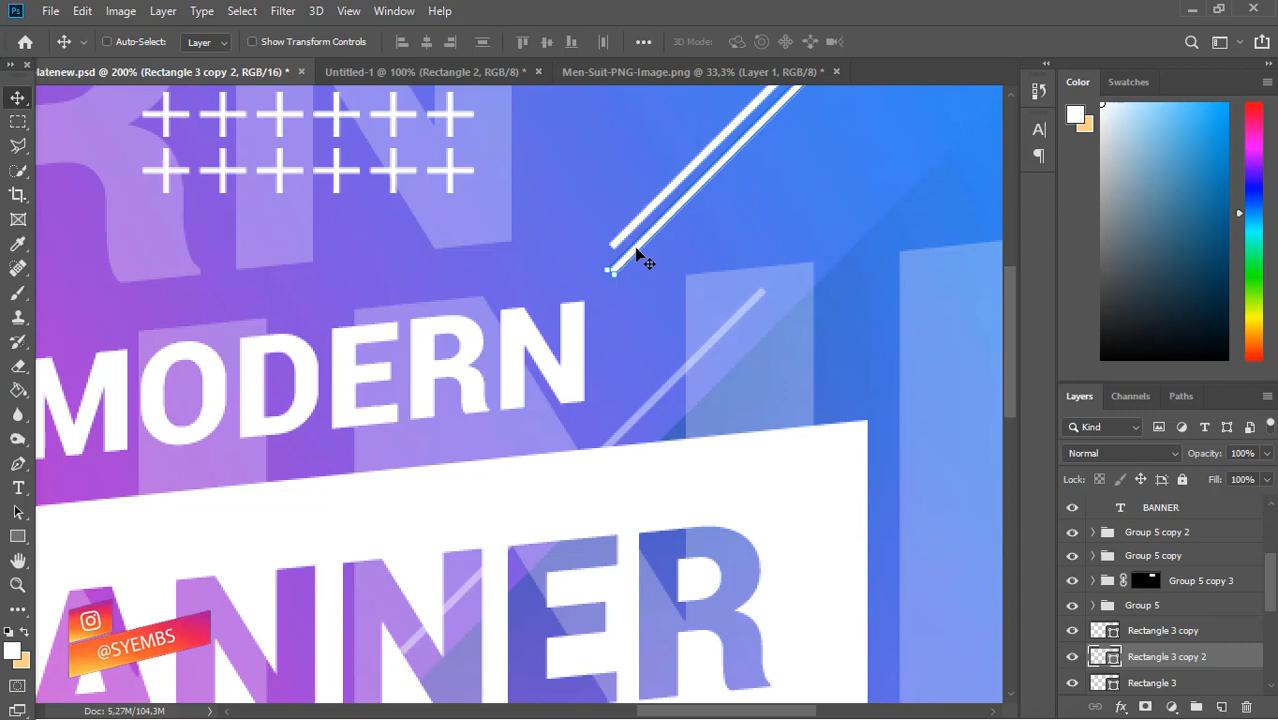 Ps File Edit Image Layer Type Select Filter 3D View Window Help
Auto-Select: Layer Show Transform Controls 3D Mode:
latenew.psd @ 200% (Rectangle 3 copy 2, RGB/16) * × Untitled-1 @ 100% (Rectangle 2, RGB/8) * × Men-Suit-PNG-Image.png @ 33,3% (Layer 1, RGB/8) * ×
Color Swatches
MODERN
ANNER
@SYEMBS
Layers Channels Paths
Kind
Normal Opacity: 100%
Lock: Fill: 100%
T BANNER
Group 5 copy 2
Group 5 copy
Group 5 copy 3
Group 5
Rectangle 3 copy
Rectangle 3 copy 2
Rectangle 3
Doc: 5,27M/104,3M